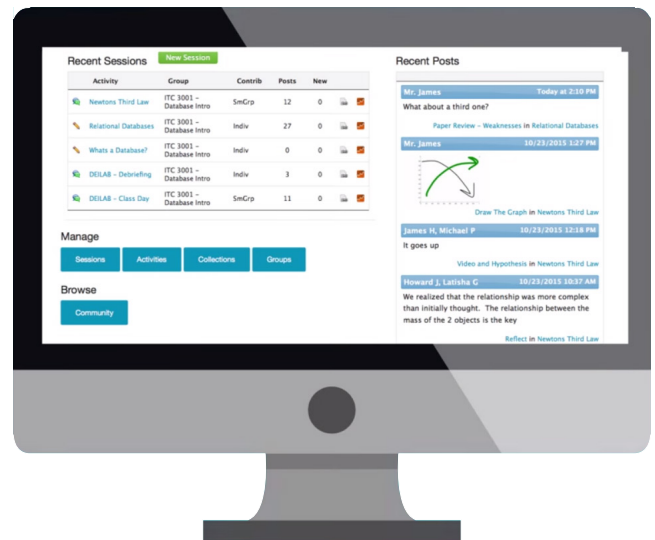 Recent Sessions New Session
Activity Group Contrib Posts New
Newtons Third Law ITC 3001 – Database Intro SmGrp 12 0
Relational Databases ITC 3001 – Database Intro Indiv 27 0
Whats a Database? ITC 3001 – Database Intro Indiv 0 0
DEILAB – Debriefing ITC 3001 – Database Intro Indiv 3 0
DEILAB – Class Day ITC 3001 – Database Intro SmGrp 11 0
Manage
Sessions Activities Collections Groups
Browse
Community
Recent Posts
Mr. James Today at 2:10 PM
What about a third one?
Paper Review – Weaknesses in Relational Databases
Mr. James 10/23/2015 1:27 PM
Draw The Graph in Newtons Third Law
James H, Michael P 10/23/2015 12:18 PM
It goes up
Video and Hypothesis in Newtons Third Law
Howard J, Latisha G 10/23/2015 10:37 AM
We realized that the relationship was more complex
than initially thought. The relationship between the
mass of the 2 objects is the key
Reflect in Newtons Third Law